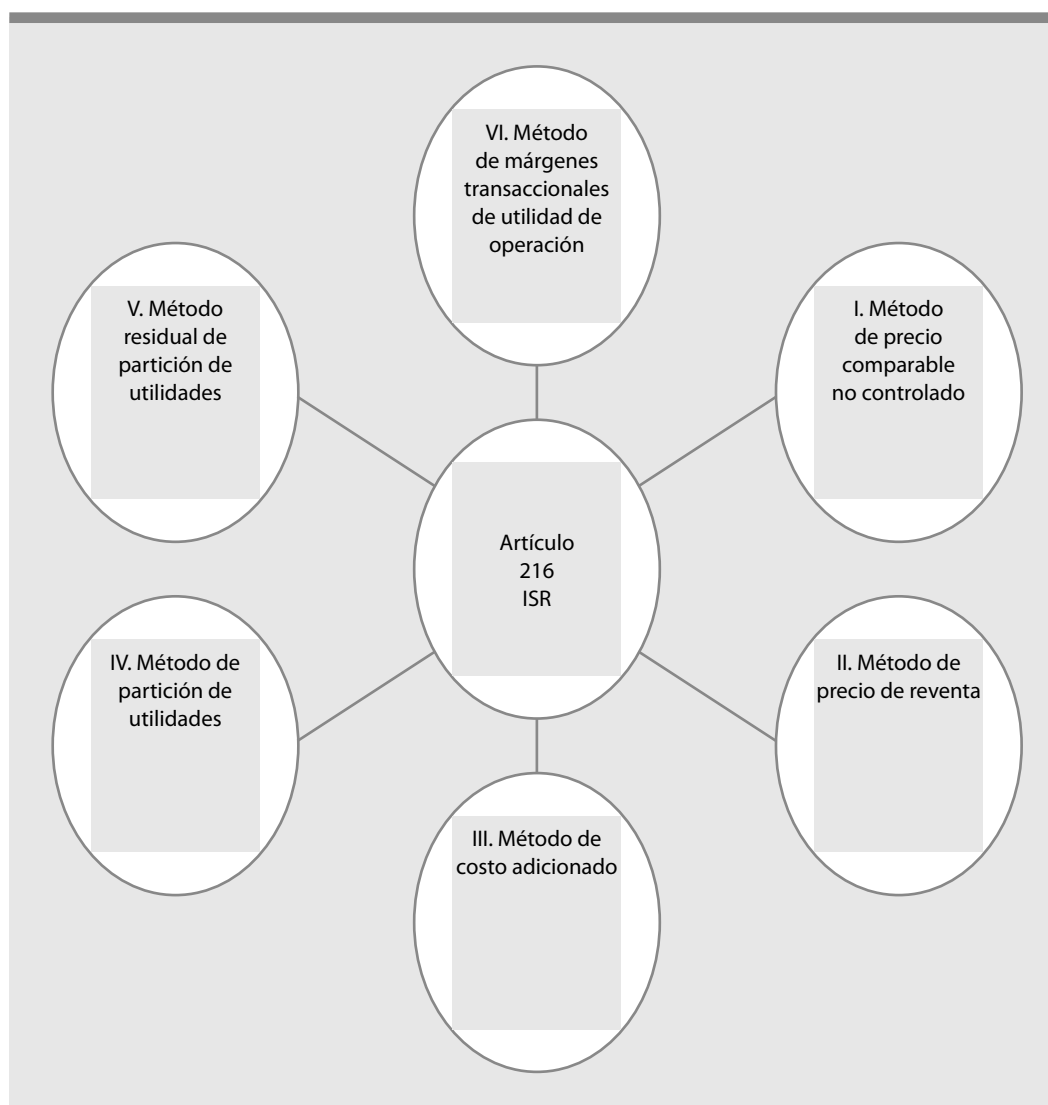 VI. Método
de márgenes
transaccionales
de utilidad de
operación
V. Método
residual de
partición de
utilidades
I. Método
de precio
comparable
no controlado
Artículo
216
ISR
IV. Método de
partición de
utilidades
II. Método de
precio de reventa
III. Método de
costo adicionado